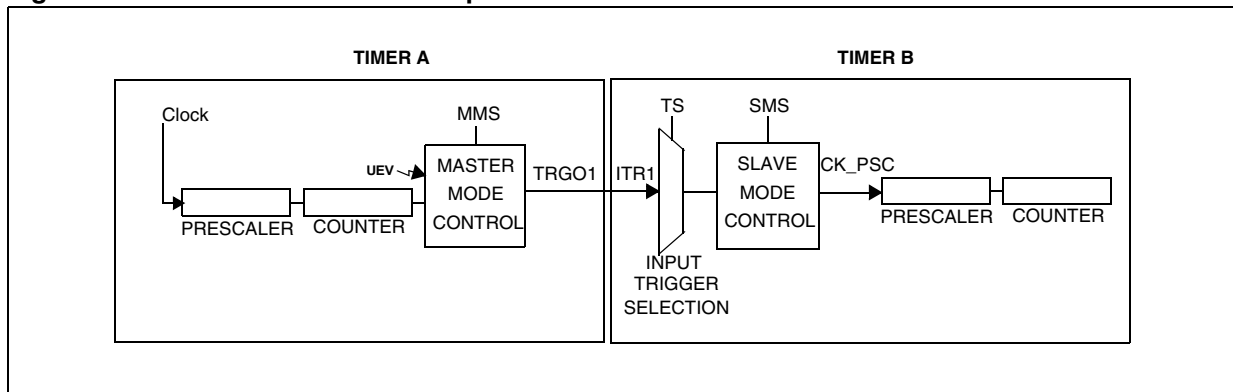 TIMER A
TIMER B
Clock
MMS
TS
SMS
UEV
MASTER
MODE
CONTROL
TRGO1
ITR1
SLAVE
MODE
CONTROL
CK_PSC
PRESCALER
COUNTER
PRESCALER
COUNTER
INPUT
TRIGGER
SELECTION